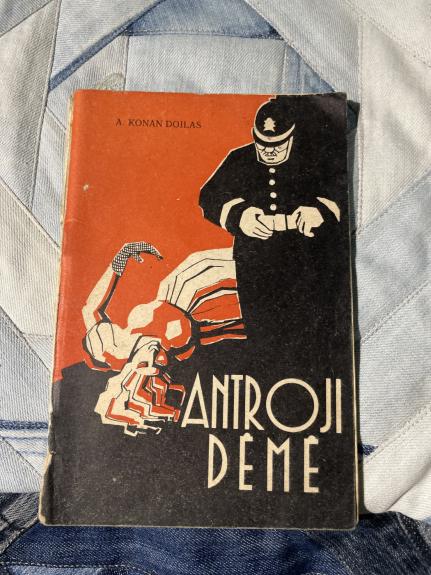 A. KONAN DOILAS
ANTROJI
DĖMĖ